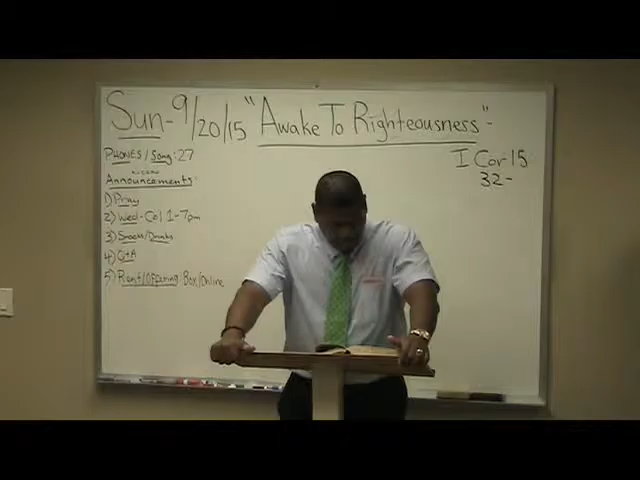 Sun-9/20/15 "Awake To Righteousness"-
PHONES/Song:27
Announcements:
1) Pray
2) Wed-Col 1-7pm
3) Snacks/Drinks
4) Q+A
5) Rent/Offering: Box/Online
I Cor-15
32-